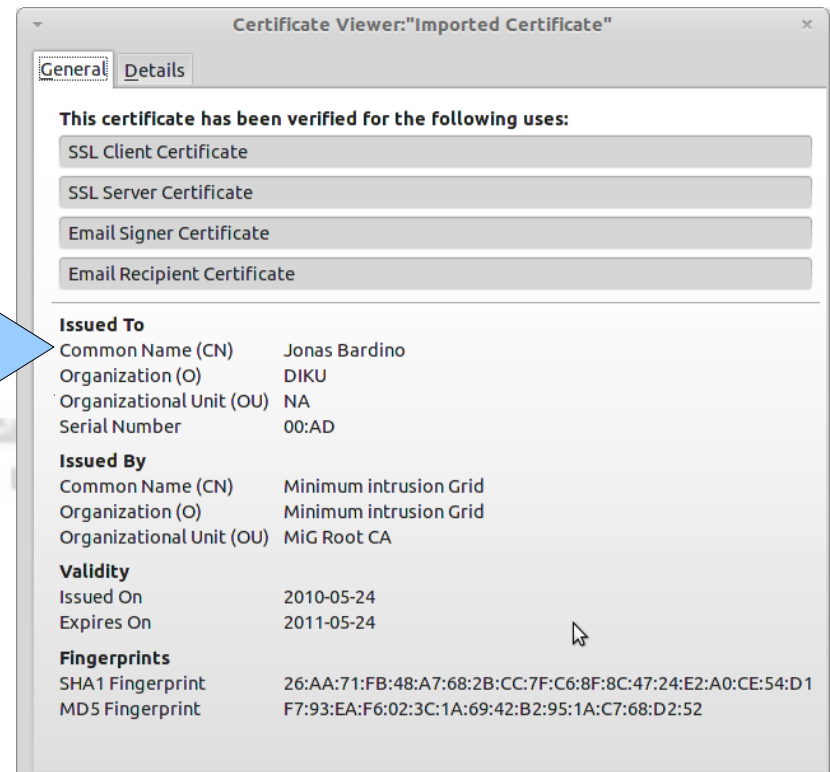 Certificate Viewer:"Imported Certificate"
General Details
This certificate has been verified for the following uses:
SSL Client Certificate
SSL Server Certificate
Email Signer Certificate
Email Recipient Certificate
Issued To
Common Name (CN) Jonas Bardino
Organization (O) DIKU
Organizational Unit (OU) NA
Serial Number 00:AD
Issued By
Common Name (CN) Minimum intrusion Grid
Organization (O) Minimum intrusion Grid
Organizational Unit (OU) MiG Root CA
Validity
Issued On 2010-05-24
Expires On 2011-05-24
Fingerprints
SHA1 Fingerprint 26:AA:71:FB:48:A7:68:2B:CC:7F:C6:8F:8C:47:24:E2:A0:CE:54:D1
MD5 Fingerprint F7:93:EA:F6:02:3C:1A:69:42:B2:95:1A:C7:68:D2:52